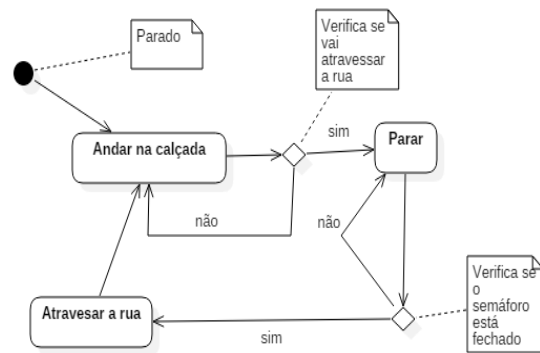 Parado
Verifica se
vai
atravessar
a rua
Andar na calçada
sim
Parar
não
não
Verifica se
o
semáforo
está
fechado
Atravesar a rua
sim